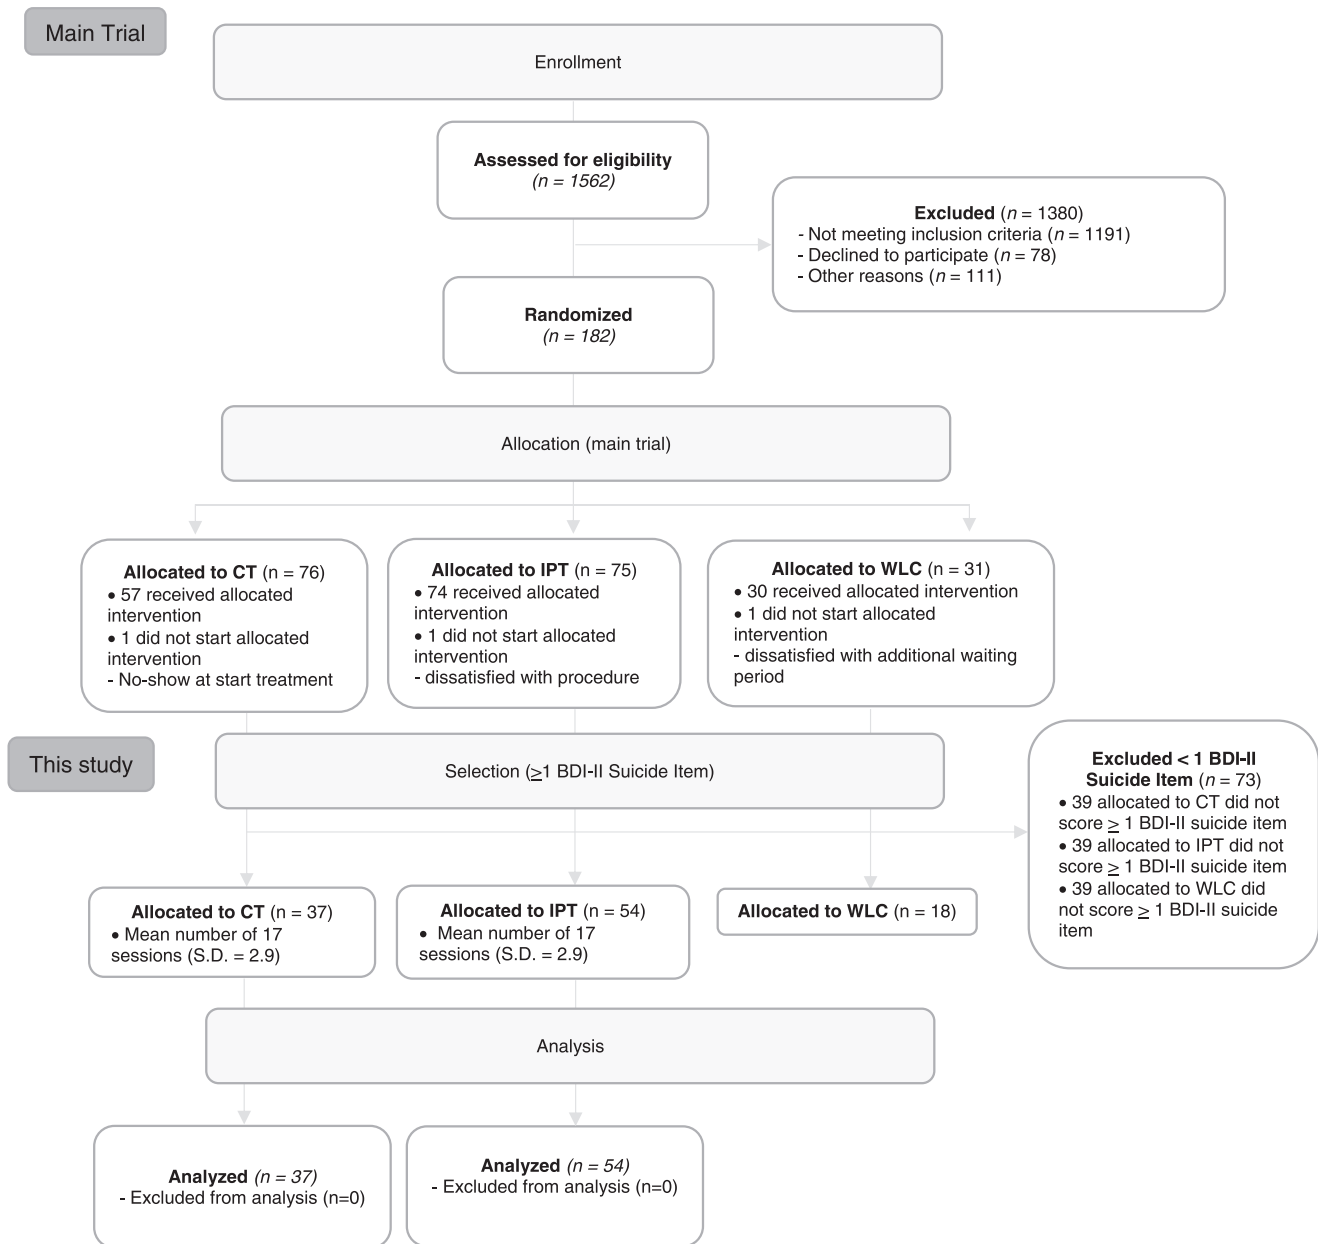 Main Trial
Enrollment
Assessed for eligibility
(n = 1562)
Excluded (n = 1380)
- Not meeting inclusion criteria (n = 1191)
- Declined to participate (n = 78)
- Other reasons (n = 111)
Randomized
(n = 182)
Allocation (main trial)
Allocated to CT (n = 76)
• 57 received allocated
intervention
• 1 did not start allocated
intervention
- No-show at start treatment
Allocated to IPT (n = 75)
• 74 received allocated
intervention
• 1 did not start allocated
intervention
- dissatisfied with procedure
Allocated to WLC (n = 31)
• 30 received allocated intervention
• 1 did not start allocated
intervention
- dissatisfied with additional waiting
period
This study
Selection (≥1 BDI-II Suicide Item)
Excluded < 1 BDI-II
Suicide Item (n = 73)
• 39 allocated to CT did not
score ≥ 1 BDI-II suicide item
• 39 allocated to IPT did not
score ≥ 1 BDI-II suicide item
• 39 allocated to WLC did
not score ≥ 1 BDI-II suicide
item
Allocated to CT (n = 37)
• Mean number of 17
sessions (S.D. = 2.9)
Allocated to IPT (n = 54)
• Mean number of 17
sessions (S.D. = 2.9)
Allocated to WLC (n = 18)
Analysis
Analyzed (n = 37)
- Excluded from analysis (n=0)
Analyzed (n = 54)
- Excluded from analysis (n=0)